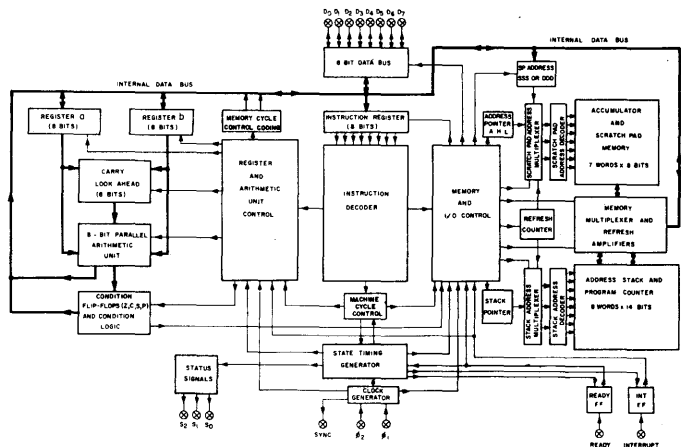 D0 D1 D2 D3 D4 D5 D6 D7
8 BIT DATA BUS
INTERNAL DATA BUS
INTERNAL DATA BUS
SP ADDRESS
SSS OR DDD
REGISTER a
(8 BITS)
REGISTER b
(8 BITS)
MEMORY CYCLE
CONTROL CODING
INSTRUCTION REGISTER
(8 BITS)
ADDRESS
POINTER
A H L
SCRATCH PAD ADDRESS
MULTIPLEXER
SCRATCH PAD
ADDRESS DECODER
ACCUMULATOR
AND
SCRATCH PAD
MEMORY
7 WORDS x 8 BITS
CARRY
LOOK AHEAD
(8 BITS)
REGISTER
AND
ARITHMETIC
UNIT
CONTROL
INSTRUCTION
DECODER
MEMORY
AND
I/O CONTROL
REFRESH
COUNTER
MEMORY
MULTIPLEXER AND
REFRESH
AMPLIFIERS
8-BIT PARALLEL
ARITHMETIC
UNIT
CONDITION
FLIP-FLOPS (Z,C,S,P)
AND CONDITION
LOGIC
MACHINE
CYCLE
CONTROL
STACK
POINTER
STACK ADDRESS
MULTIPLEXER
STACK ADDRESS
DECODER
ADDRESS STACK AND
PROGRAM COUNTER
8 WORDS x 14 BITS
STATE TIMING
GENERATOR
STATUS
SIGNALS
CLOCK
GENERATOR
READY
FF
INT
FF
S2 S1 S0
SYNC
ø2 ø1
READY
INTERRUPT